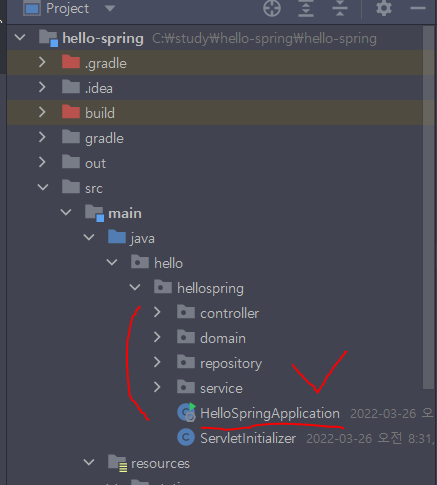 Project
hello-spring C:₩study₩hello-spring₩hello-spring
.gradle
.idea
build
gradle
out
src
main
java
hello
hellospring
controller
domain
repository
service
HelloSpringApplication 2022-03-26 오
ServletInitializer 2022-03-26 오전 8:31,
resources